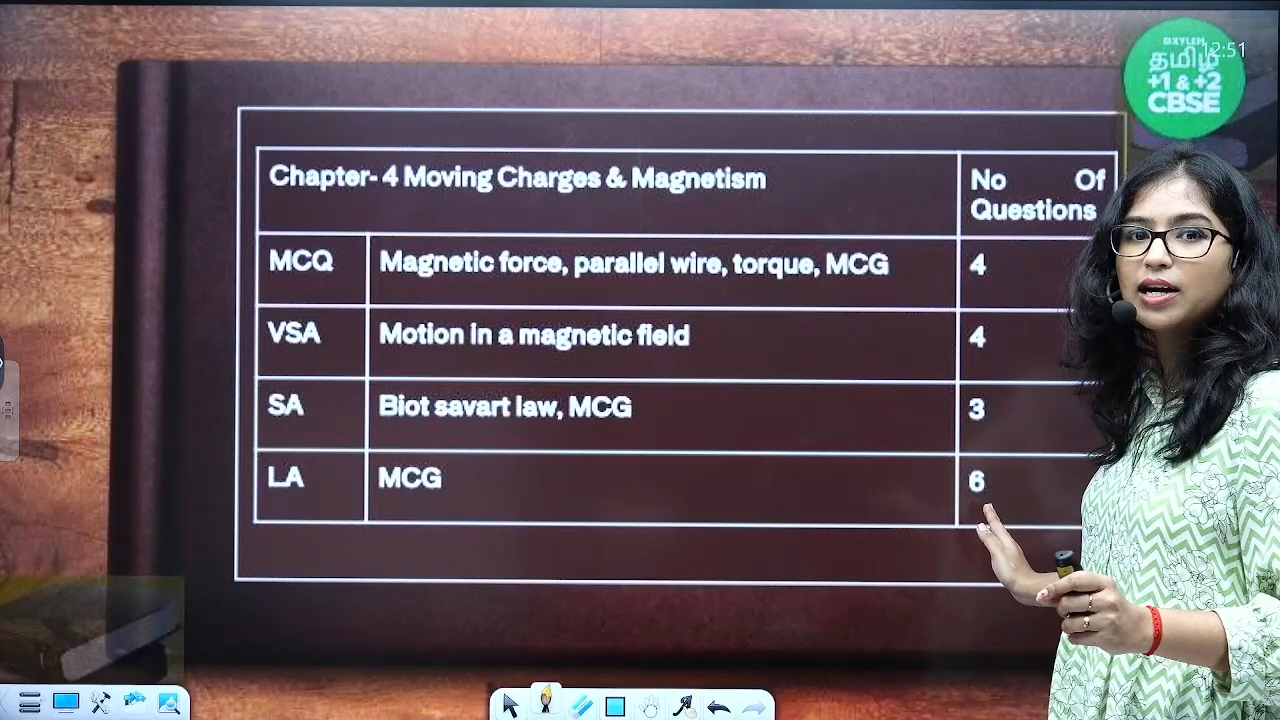 OXYLEM
12:51
தமிழ்
+1 & +2
CBSE
Chapter- 4 Moving Charges & Magnetism
No Of
Questions
MCQ
Magnetic force, parallel wire, torque, MCG
4
VSA
Motion in a magnetic field
4
SA
Biot savart law, MCG
3
LA
MCG
6